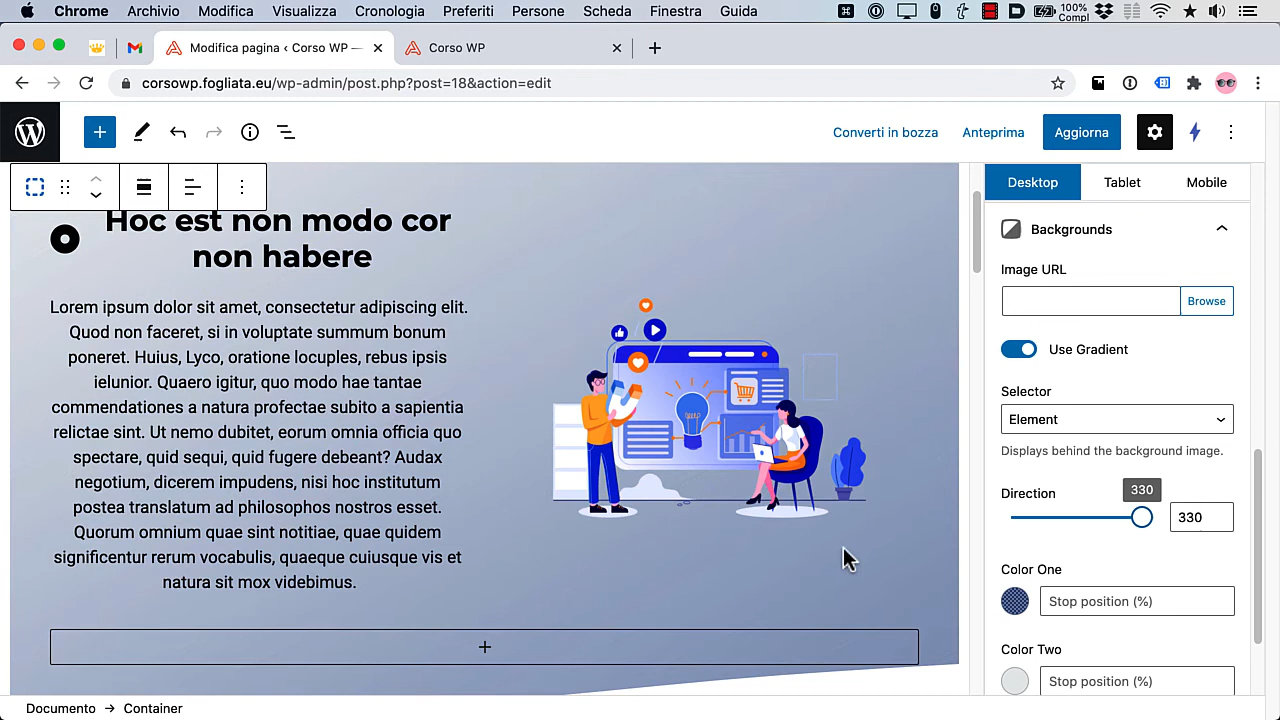 Chrome Archivio Modifica Visualizza Cronologia Preferiti Persone Scheda Finestra Guida 100% Compl
Modifica pagina ‹ Corso WP — Corso WP
corsowp.fogliata.eu/wp-admin/post.php?post=18&action=edit
Converti in bozza Anteprima Aggiorna
Desktop Tablet Mobile
Hoc est non modo cor
non habere
Lorem ipsum dolor sit amet, consectetur adipiscing elit.
Quod non faceret, si in voluptate summum bonum
poneret. Huius, Lyco, oratione locuples, rebus ipsis
ielunior. Quaero igitur, quo modo hae tantae
commendationes a natura profectae subito a sapientia
relictae sint. Ut nemo dubitet, eorum omnia officia quo
spectare, quid sequi, quid fugere debeant? Audax
negotium, dicerem impudens, nisi hoc institutum
postea translatum ad philosophos nostros esset.
Quorum omnium quae sint notitiae, quae quidem
significentur rerum vocabulis, quaeque cuiusque vis et
natura sit mox videbimus.
Backgrounds
Image URL
Browse
Use Gradient
Selector
Element
Displays behind the background image.
Direction 330
330
Color One
Stop position (%)
Color Two
Stop position (%)
Documento → Container